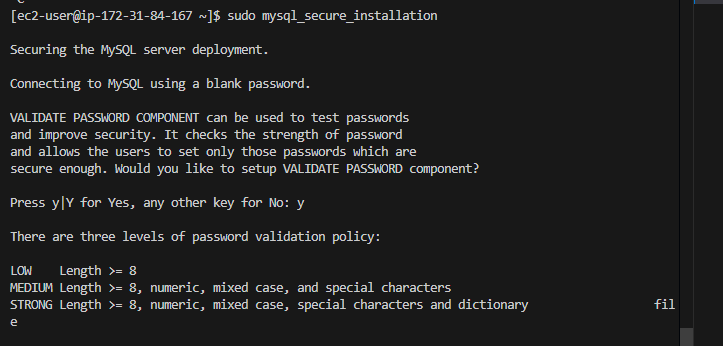 [ec2-user@ip-172-31-84-167 ~]$ sudo mysql_secure_installation
Securing the MySQL server deployment.
Connecting to MySQL using a blank password.
VALIDATE PASSWORD COMPONENT can be used to test passwords
and improve security. It checks the strength of password
and allows the users to set only those passwords which are
secure enough. Would you like to setup VALIDATE PASSWORD component?
Press y|Y for Yes, any other key for No: y
There are three levels of password validation policy:
LOW    Length >= 8
MEDIUM Length >= 8, numeric, mixed case, and special characters
STRONG Length >= 8, numeric, mixed case, special characters and dictionary                  fil
e